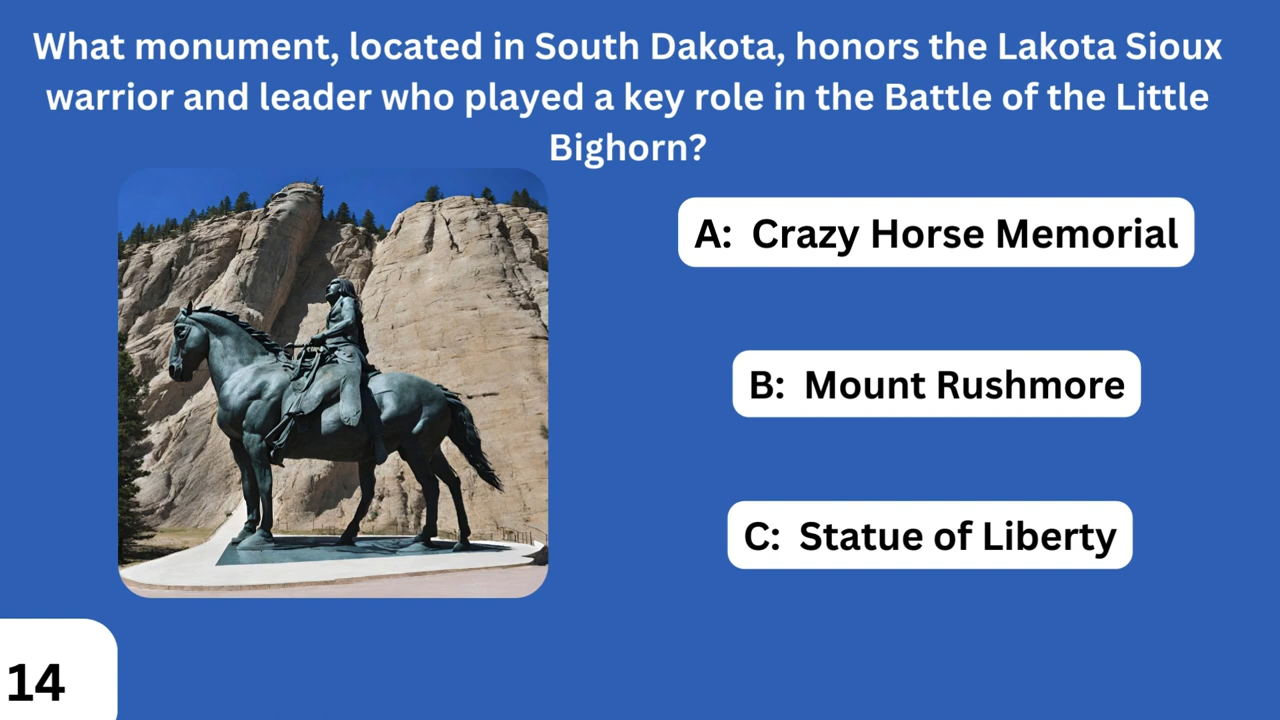 What monument, located in South Dakota, honors the Lakota Sioux
warrior and leader who played a key role in the Battle of the Little
Bighorn?
A: Crazy Horse Memorial
B: Mount Rushmore
C: Statue of Liberty
14